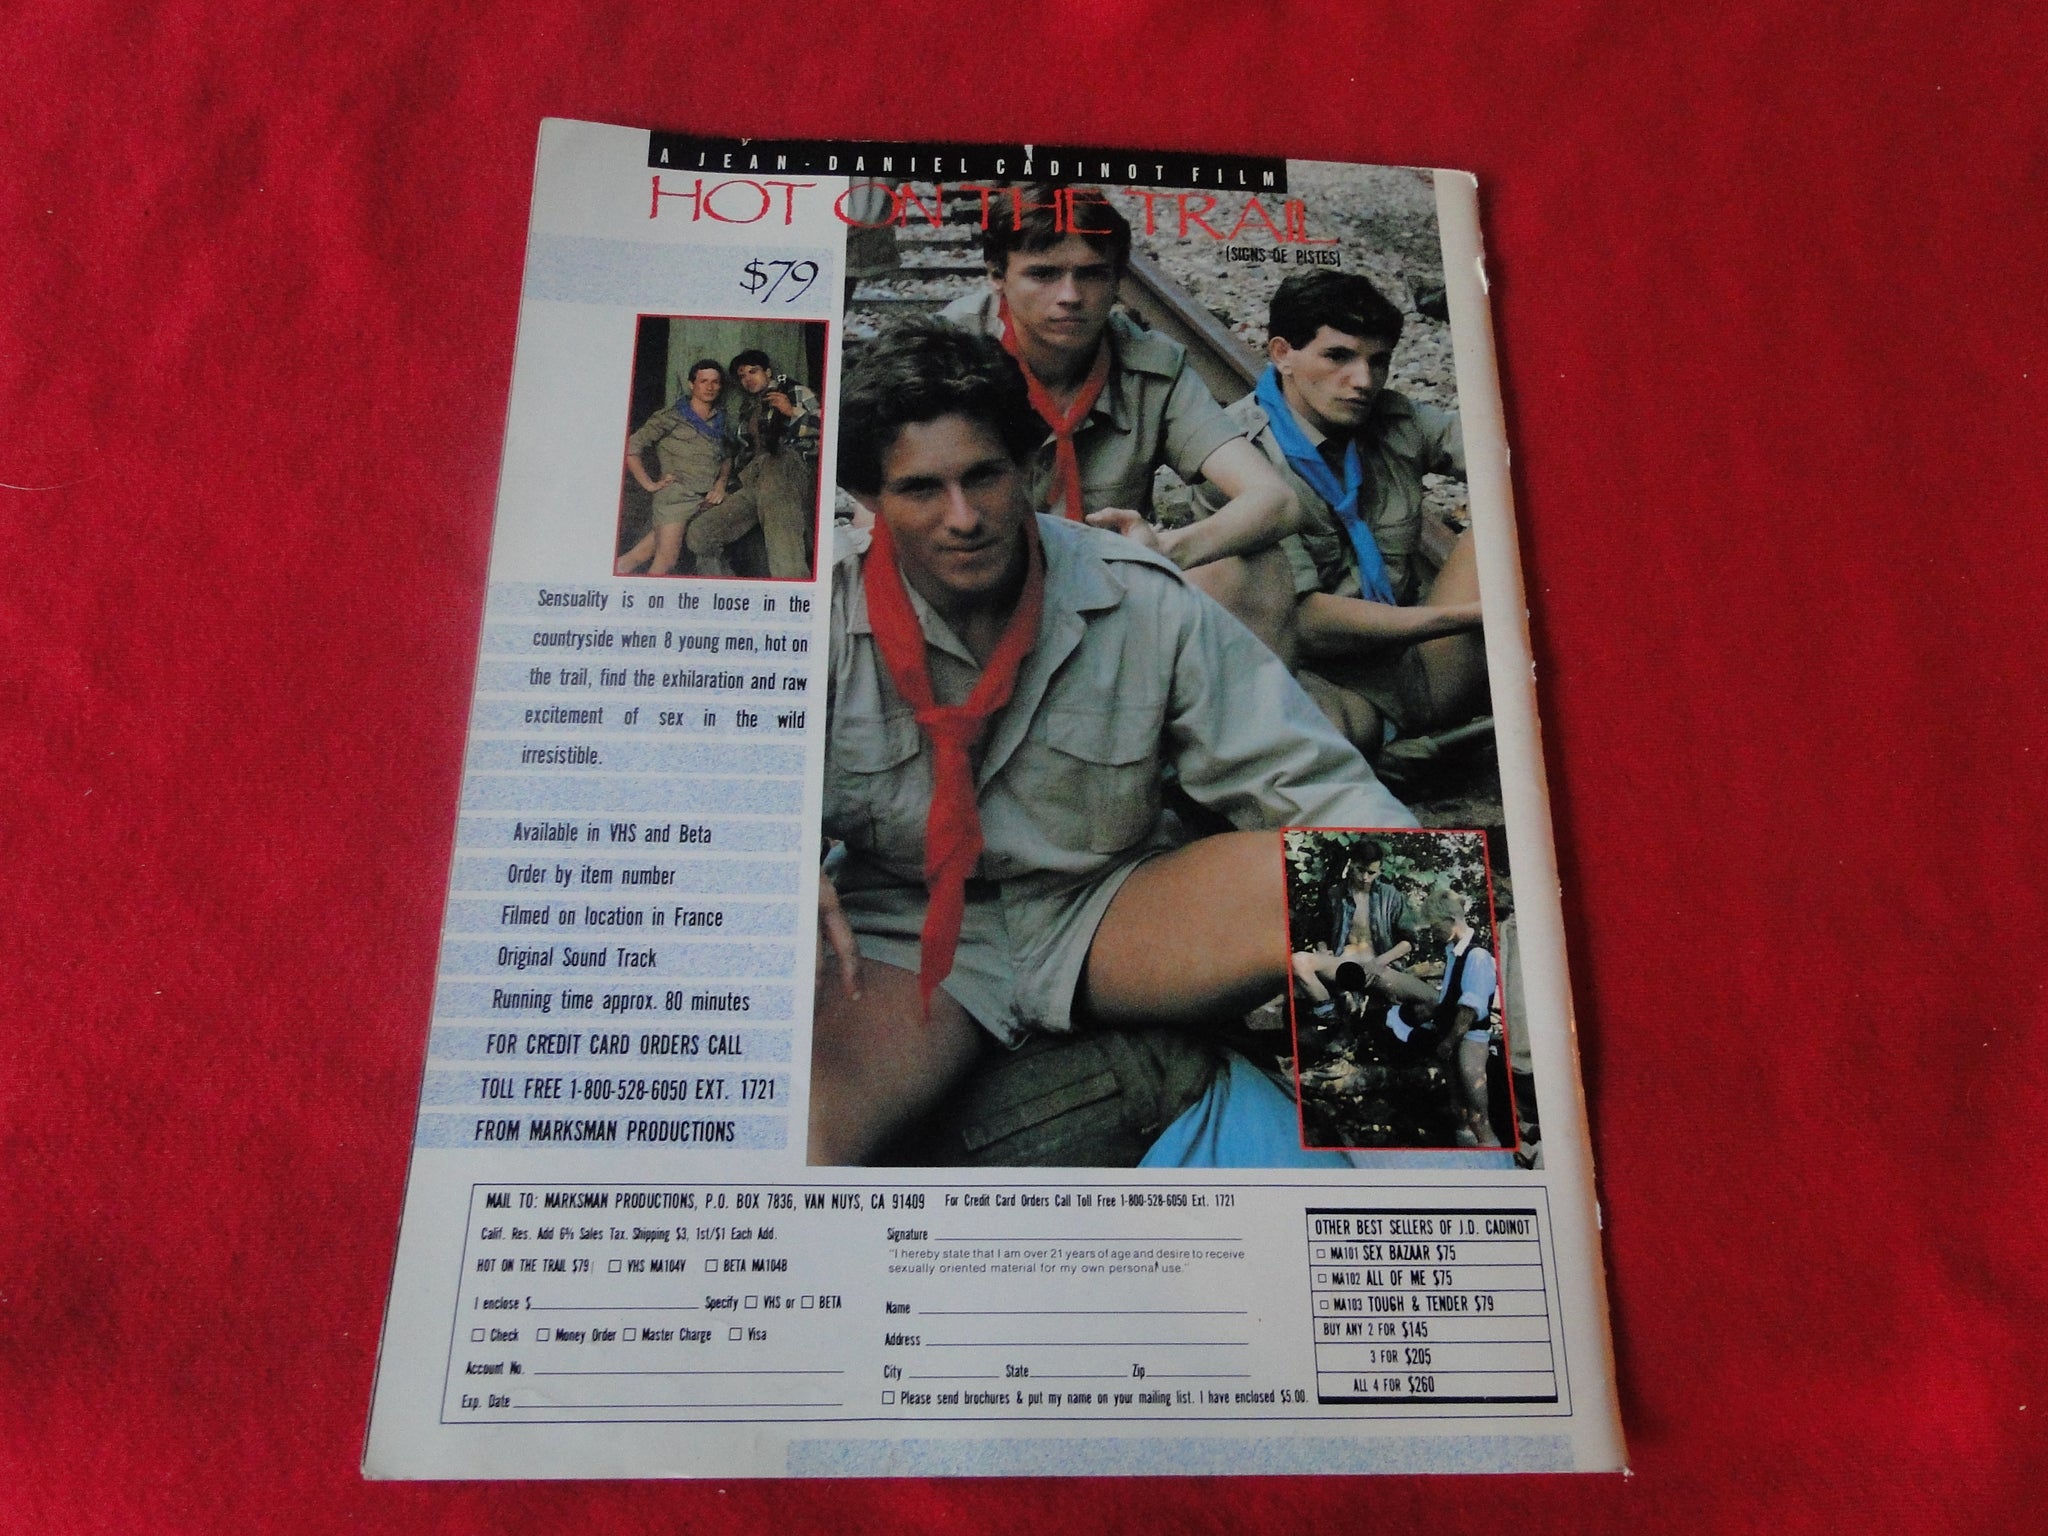 A JEAN-DANIEL CADINOT FILM
HOT ON THE TRAIL
(SIGNS DE PISTES)
$79
Sensuality is on the loose in the
countryside when 8 young men, hot on
the trail, find the exhilaration and raw
excitement of sex in the wild
irresistible.
Available in VHS and Beta
Order by item number
Filmed on location in France
Original Sound Track
Running time approx. 80 minutes
FOR CREDIT CARD ORDERS CALL
TOLL FREE 1-800-528-6050 EXT. 1721
FROM MARKSMAN PRODUCTIONS
MAIL TO: MARKSMAN PRODUCTIONS, P.O. BOX 7836, VAN NUYS, CA 91409 For Credit Card Orders Call Toll Free 1-800-528-6050 Ext. 1721
Calif. Res. Add 6% Sales Tax. Shipping $3, 1st/$1 Each Add.
HOT ON THE TRAIL $79 VHS MA104V BETA MA104B
I enclose $ Specify VHS or BETA
Check Money Order Master Charge Visa
Account No.
Exp. Date
Signature
"I hereby state that I am over 21 years of age and desire to receive
sexually oriented material for my own personal use."
Name
Address
City State Zip
Please send brochures & put my name on your mailing list. I have enclosed $5.00.
OTHER BEST SELLERS OF J.D. CADINOT
MA101 SEX BAZAAR $75
MA102 ALL OF ME $75
MA103 TOUGH & TENDER $79
BUY ANY 2 FOR $145
3 FOR $205
ALL 4 FOR $260